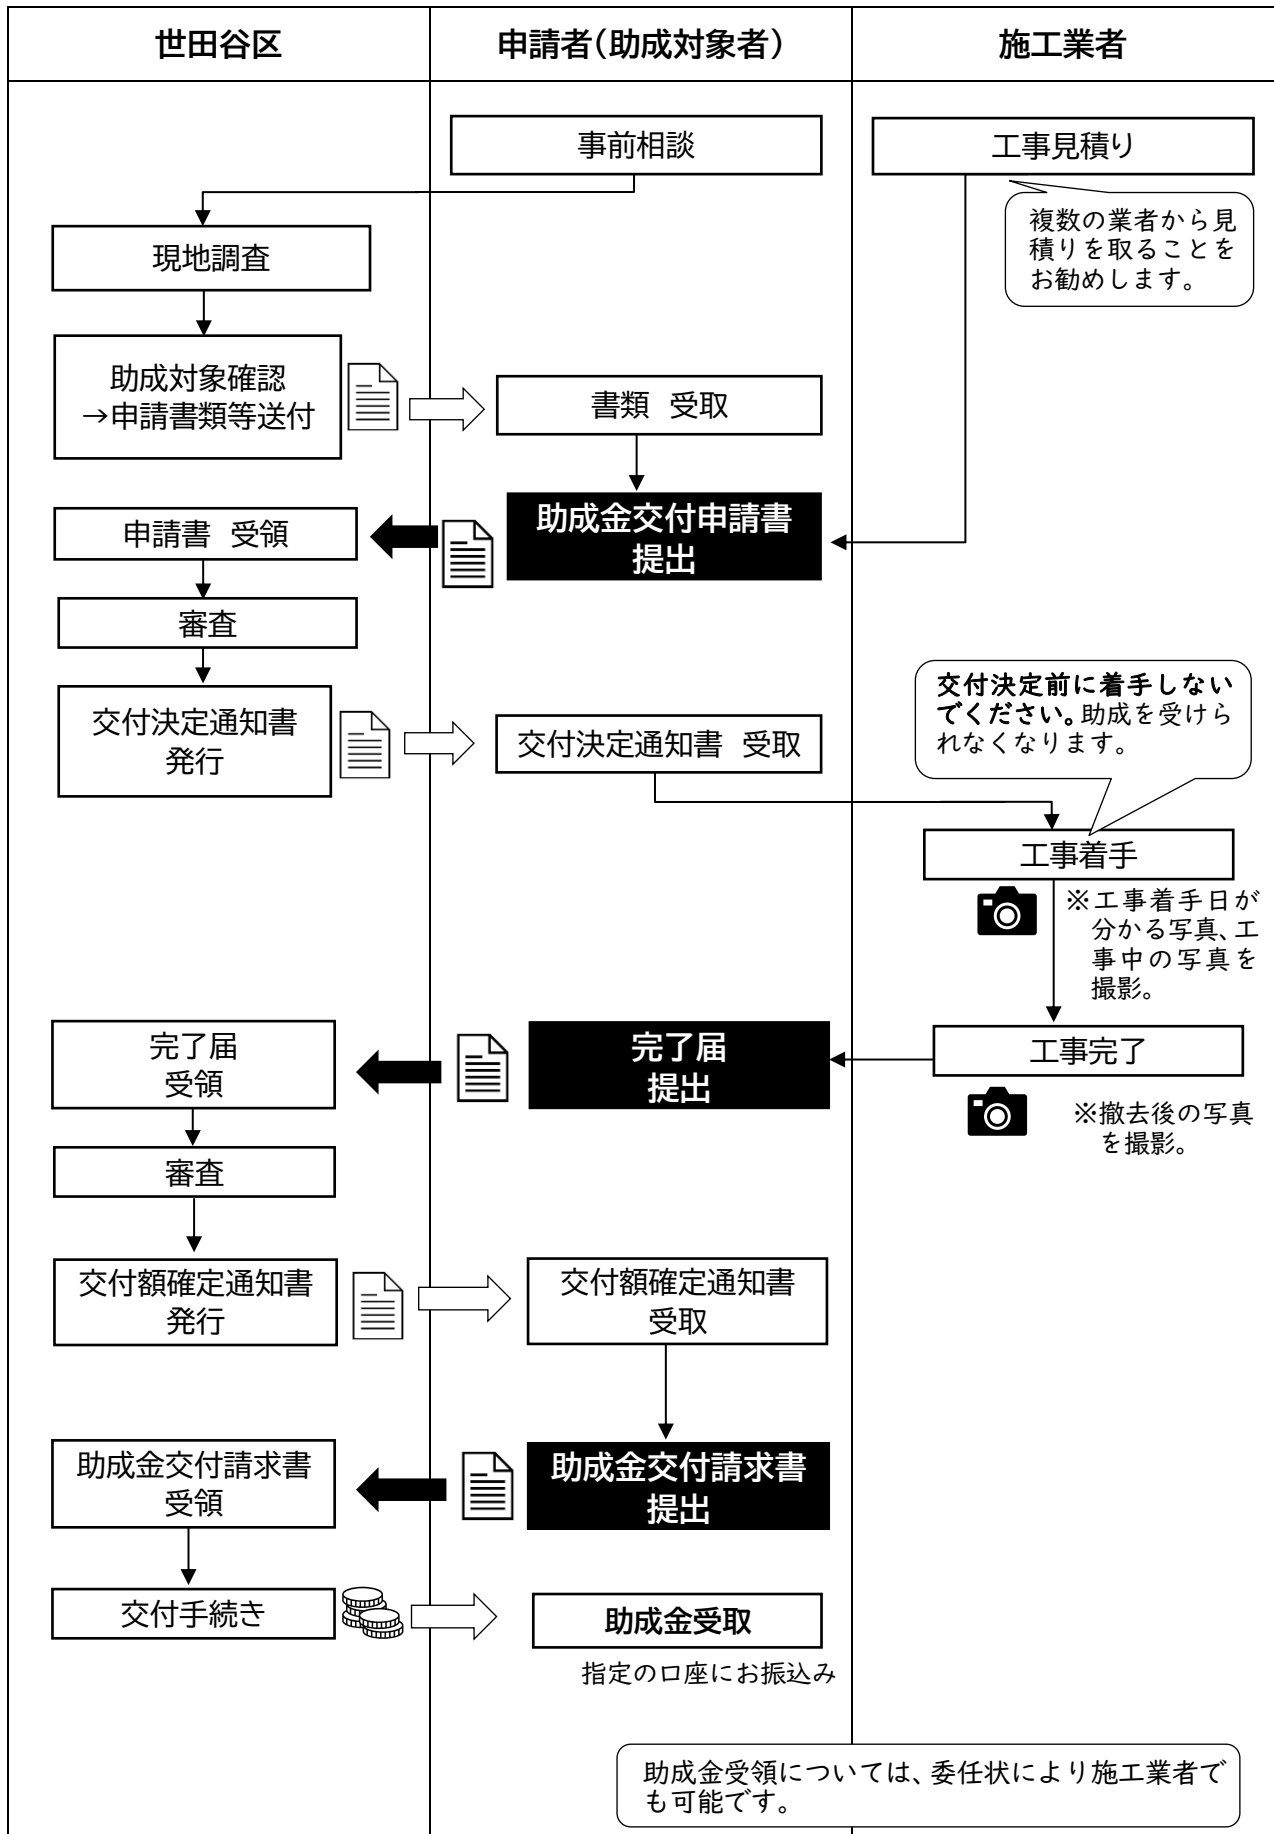 世田谷区
申請者(助成対象者)
施工業者
事前相談
工事見積り
複数の業者から見
積りを取ることを
お勧めします。
現地調査
助成対象確認
→申請書類等送付
書類　受取
助成金交付申請書
提出
申請書　受領
審査
交付決定通知書
発行
交付決定通知書　受取
交付決定前に着手しない
でください。助成を受けら
れなくなります。
工事着手
※工事着手日が
分かる写真、工
事中の写真を
撮影。
工事完了
※撤去後の写真
を撮影。
完了届
提出
完了届
受領
審査
交付額確定通知書
発行
交付額確定通知書
受取
助成金交付請求書
提出
助成金交付請求書
受領
交付手続き
助成金受取
指定の口座にお振込み
助成金受領については、委任状により施工業者で
も可能です。